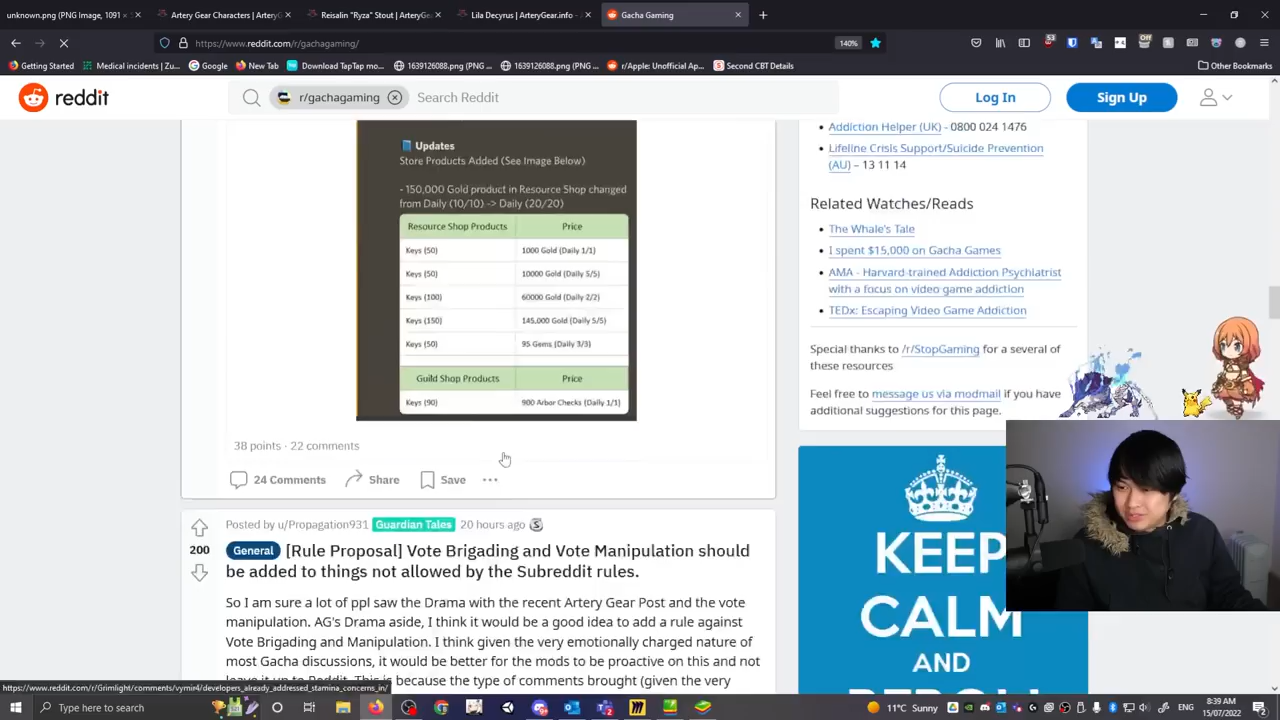 unknown.png (PNG Image, 1091 ×
Artery Gear Characters | ArteryG
Reisalin "Ryza" Stout | ArteryGe
Lila Decyrus | ArteryGear.info -
Gacha Gaming
https://www.reddit.com/r/gachagaming/
140%
Getting Started
Medical incidents | Zu...
Google
New Tab
Download TapTap mo...
1639126088.png (PNG ...
1639126088.png (PNG ...
r/Apple: Unofficial Ap...
Second CBT Details
Other Bookmarks
53
Off
reddit
r/gachagaming
Search Reddit
Log In
Sign Up
Updates
Store Products Added (See Image Below)
- 150,000 Gold product in Resource Shop changed
from Daily (10/10) -> Daily (20/20)
Resource Shop Products Price
Keys (50) 1000 Gold (Daily 1/1)
Keys (50) 10000 Gold (Daily 5/5)
Keys (100) 60000 Gold (Daily 2/2)
Keys (150) 145,000 Gold (Daily 5/5)
Keys (50) 95 Gems (Daily 3/3)
Guild Shop Products Price
Keys (90) 900 Arbor Checks (Daily 1/1)
38 points · 22 comments
24 Comments Share Save
Posted by u/Propagation931 Guardian Tales 20 hours ago
200
General [Rule Proposal] Vote Brigading and Vote Manipulation should
be added to things not allowed by the Subreddit rules.
So I am sure a lot of ppl saw the Drama with the recent Artery Gear Post and the vote
manipulation. AG's Drama aside, I think it would be a good idea to add a rule against
Vote Brigading and Manipulation. I think given the very emotionally charged nature of
most Gacha discussions, it would be better for the mods to be proactive on this and not
leave it up to Reddit. This is because the type of comments brought (given the very
Addiction Helper (UK) - 0800 024 1476
Lifeline Crisis Support/Suicide Prevention
(AU) – 13 11 14
Related Watches/Reads
The Whale's Tale
I spent $15,000 on Gacha Games
AMA - Harvard-trained Addiction Psychiatrist
with a focus on video game addiction
TEDx: Escaping Video Game Addiction
Special thanks to /r/StopGaming for a several of
these resources
Feel free to message us via modmail if you have
additional suggestions for this page.
KEEP
CALM
AND
REROLL
https://www.reddit.com/r/Grimlight/comments/vymir4/developers_already_addressed_stamina_concerns_in/
Type here to search
11°C Sunny
8:39 AM
15/07/2022